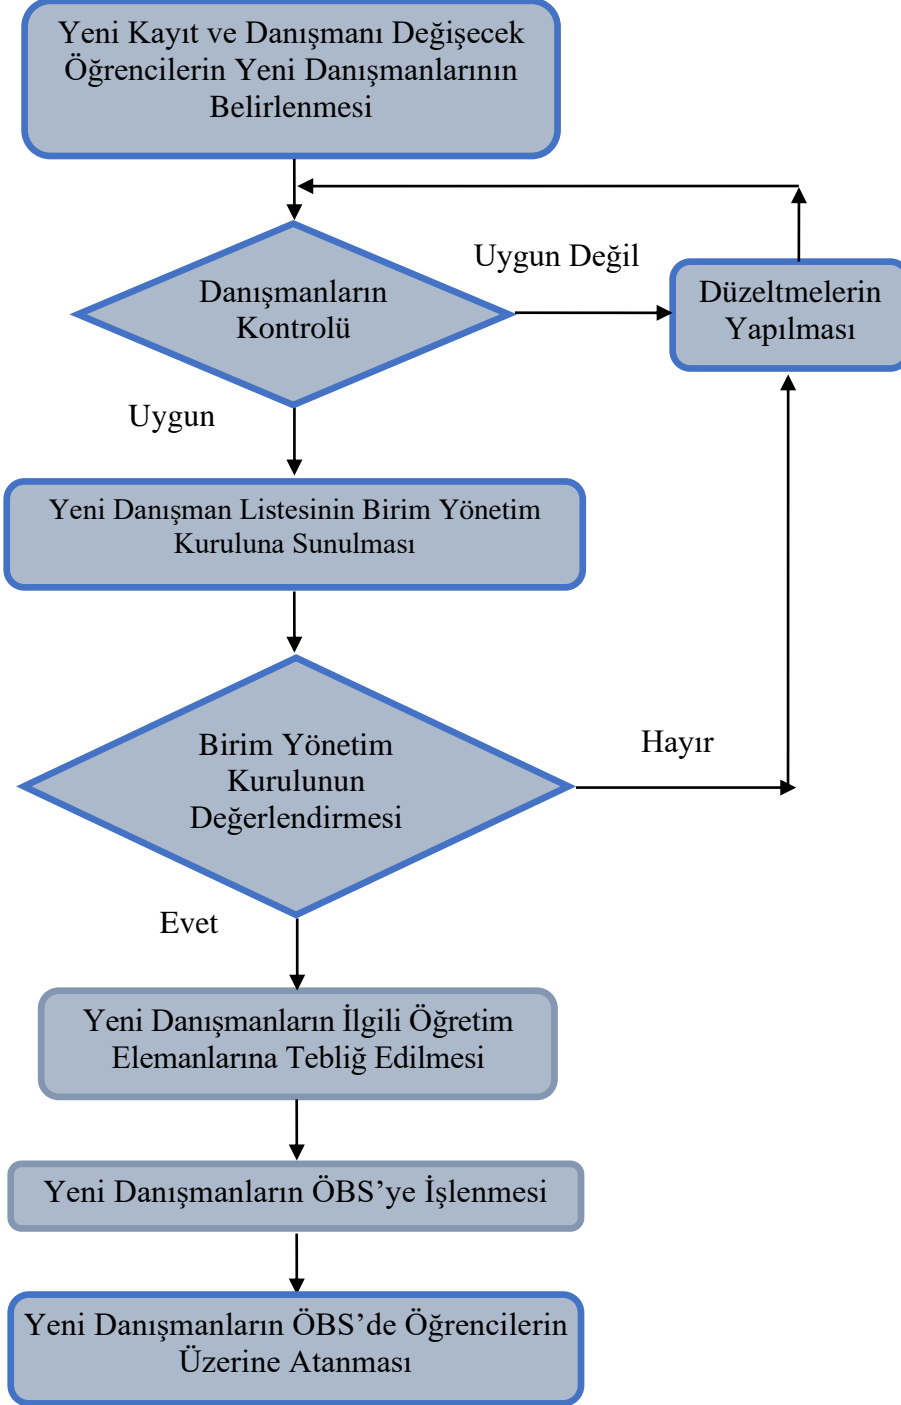 Yeni Kayıt ve Danışmanı Değişecek
Öğrencilerin Yeni Danışmanlarının
Belirlenmesi
Uygun Değil
Danışmanların
Kontrolü
Düzeltmelerin
Yapılması
Uygun
Yeni Danışman Listesinin Birim Yönetim
Kuruluna Sunulması
Birim Yönetim
Kurulunun
Değerlendirmesi
Hayır
Evet
Yeni Danışmanların İlgili Öğretim
Elemanlarına Tebliğ Edilmesi
Yeni Danışmanların ÖBS’ye İşlenmesi
Yeni Danışmanların ÖBS’de Öğrencilerin
Üzerine Atanması